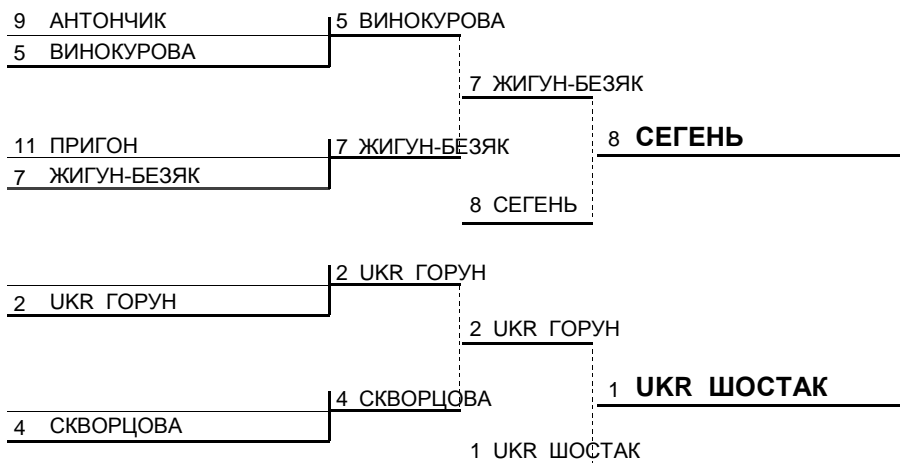 9 АНТОНЧИК
5 ВИНОКУРОВА
5 ВИНОКУРОВА
7 ЖИГУН-БЕЗЯК
11 ПРИГОН
7 ЖИГУН-БЕЗЯК
7 ЖИГУН-БЕЗЯК
8 СЕГЕНЬ
8 СЕГЕНЬ
2 UKR ГОРУН
2 UKR ГОРУН
2 UKR ГОРУН
4 СКВОРЦОВА
4 СКВОРЦОВА
1 UKR ШОСТАК
1 UKR ШОСТАК